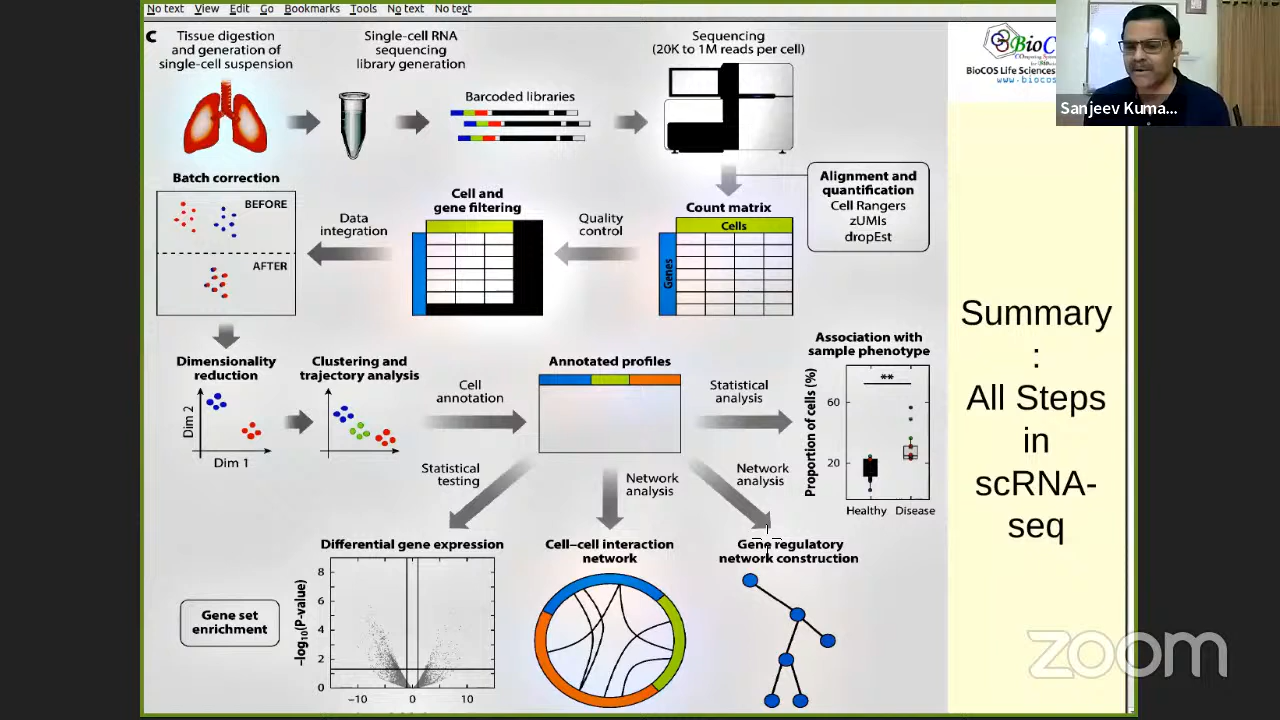 No text View Edit Go Bookmarks Tools No text No text
C
Tissue digestion
and generation of
single-cell suspension
Single-cell RNA
sequencing
library generation
Barcoded libraries
Sequencing
(20K to 1M reads per cell)
BioCOS Life Sciences
Sanjeev Kuma...
Batch correction
BEFORE
AFTER
Data
integration
Cell and
gene filtering
Quality
control
Count matrix
Cells
Genes
Alignment and
quantification
Cell Rangers
zUMIs
dropEst
Dimensionality
reduction
Dim 2
Dim 1
Clustering and
trajectory analysis
Cell
annotation
Annotated profiles
Statistical
analysis
Association with
sample phenotype
Proportion of cells (%)
**
60
20
Healthy Disease
Statistical
testing
Network
analysis
Network
analysis
Gene set
enrichment
Differential gene expression
-log10(P-value)
8
6
4
2
0
-10 0 10
Cell–cell interaction
network
Gene regulatory
network construction
Summary
:
All Steps
in
scRNA-
seq
zoom